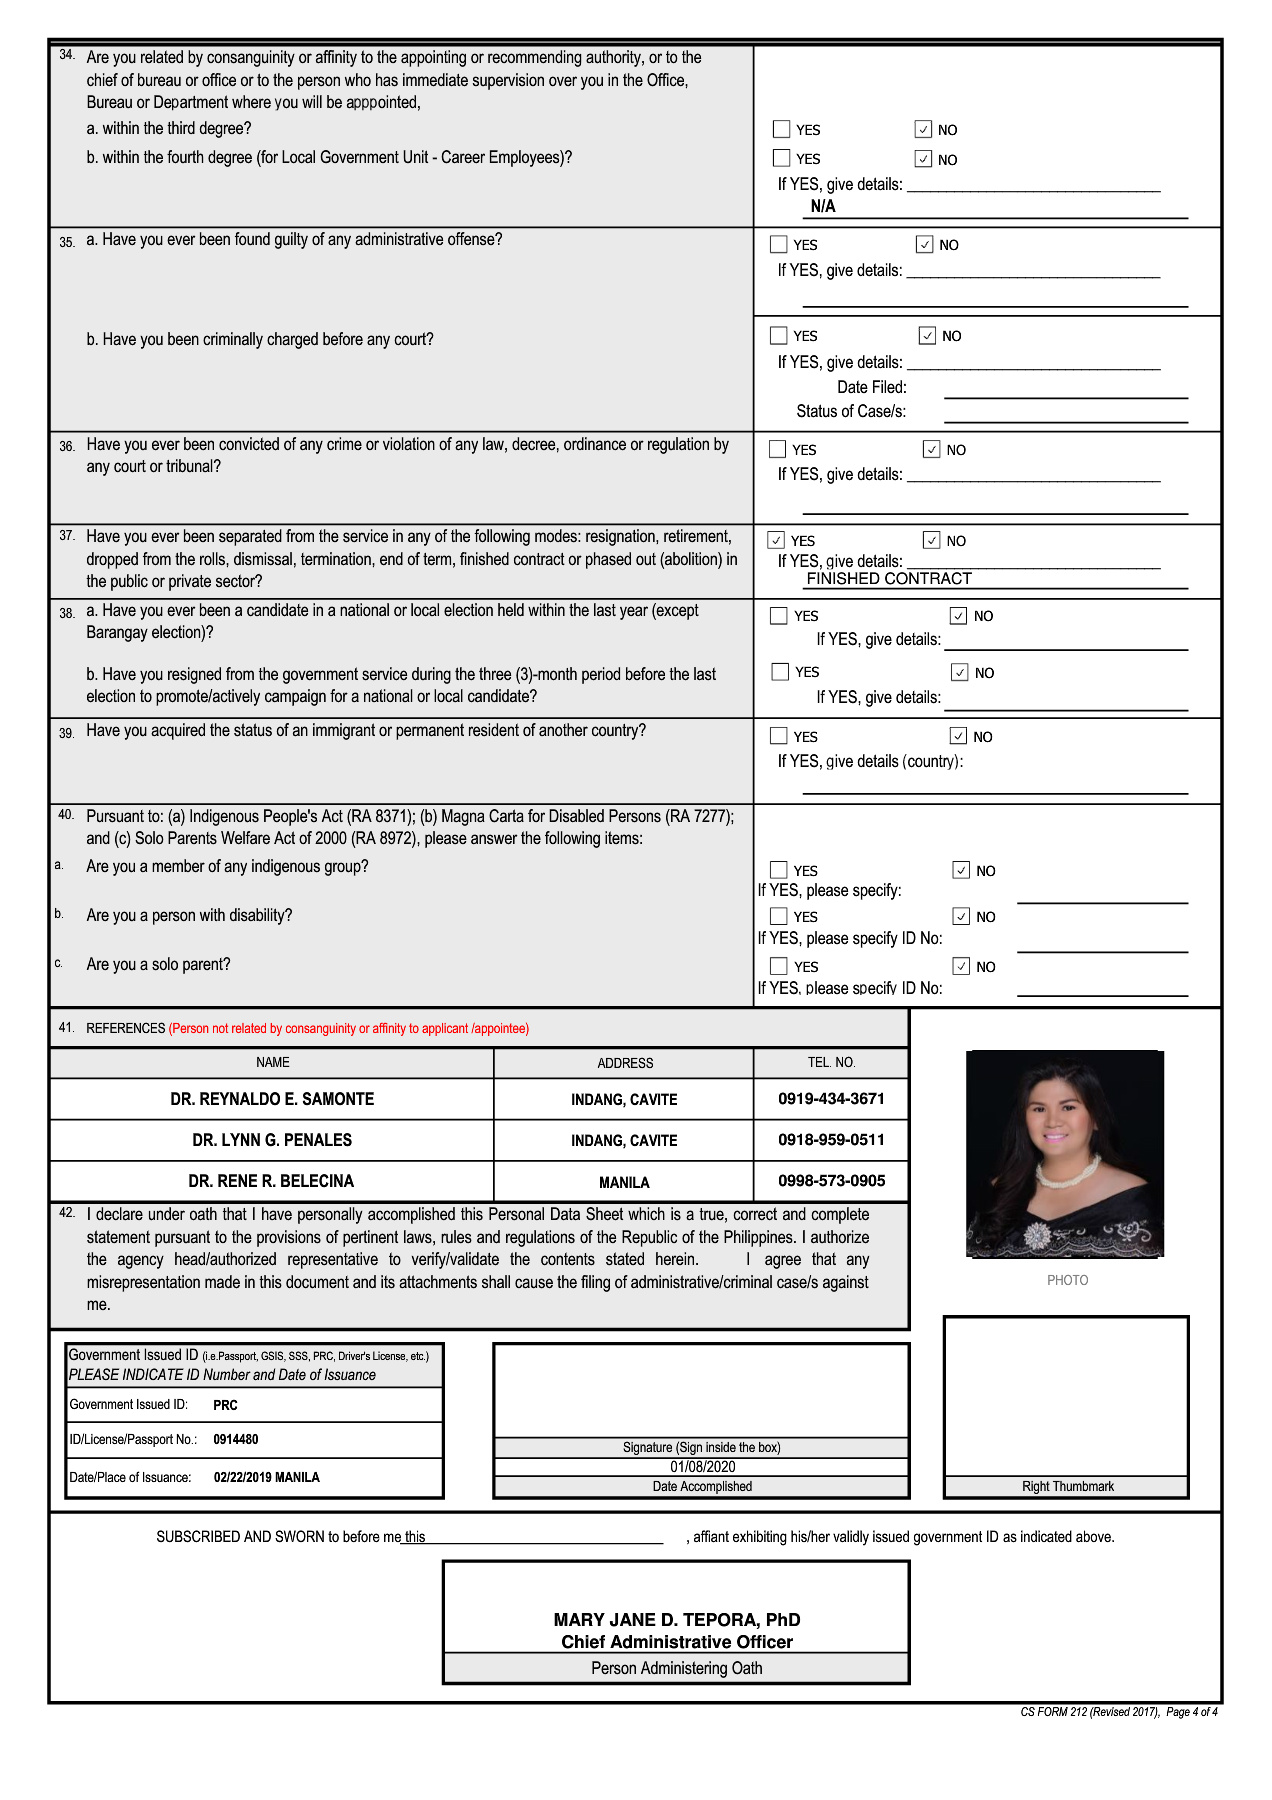 34. Are you related by consanguinity or affinity to the appointing or recommending authority, or to the
chief of bureau or office or to the person who has immediate supervision over you in the Office,
Bureau or Department where you will be apppointed,
a. within the third degree?
YES ✓ NO
b. within the fourth degree (for Local Government Unit - Career Employees)?
YES ✓ NO
If YES, give details:
N/A
35. a. Have you ever been found guilty of any administrative offense?
YES ✓ NO
If YES, give details:
b. Have you been criminally charged before any court?
YES ✓ NO
If YES, give details:
Date Filed:
Status of Case/s:
36. Have you ever been convicted of any crime or violation of any law, decree, ordinance or regulation by
any court or tribunal?
YES ✓ NO
If YES, give details:
37. Have you ever been separated from the service in any of the following modes: resignation, retirement,
dropped from the rolls, dismissal, termination, end of term, finished contract or phased out (abolition) in
the public or private sector?
✓ YES ✓ NO
If YES, give details:
FINISHED CONTRACT
38. a. Have you ever been a candidate in a national or local election held within the last year (except
Barangay election)?
YES ✓ NO
If YES, give details:
b. Have you resigned from the government service during the three (3)-month period before the last
election to promote/actively campaign for a national or local candidate?
YES ✓ NO
If YES, give details:
39. Have you acquired the status of an immigrant or permanent resident of another country?
YES ✓ NO
If YES, give details (country):
40. Pursuant to: (a) Indigenous People's Act (RA 8371); (b) Magna Carta for Disabled Persons (RA 7277);
and (c) Solo Parents Welfare Act of 2000 (RA 8972), please answer the following items:
a. Are you a member of any indigenous group?
YES ✓ NO
If YES, please specify:
b. Are you a person with disability?
YES ✓ NO
If YES, please specify ID No:
c. Are you a solo parent?
YES ✓ NO
If YES, please specify ID No:
41. REFERENCES (Person not related by consanguinity or affinity to applicant /appointee)
NAME ADDRESS TEL. NO.
DR. REYNALDO E. SAMONTE INDANG, CAVITE 0919-434-3671
DR. LYNN G. PENALES INDANG, CAVITE 0918-959-0511
DR. RENE R. BELECINA MANILA 0998-573-0905
42. I declare under oath that I have personally accomplished this Personal Data Sheet which is a true, correct and complete
statement pursuant to the provisions of pertinent laws, rules and regulations of the Republic of the Philippines. I authorize
the agency head/authorized representative to verify/validate the contents stated herein. I agree that any
misrepresentation made in this document and its attachments shall cause the filing of administrative/criminal case/s against
me.
PHOTO
Government Issued ID (i.e.Passport, GSIS, SSS, PRC, Driver's License, etc.)
PLEASE INDICATE ID Number and Date of Issuance
Government Issued ID: PRC
ID/License/Passport No.: 0914480
Date/Place of Issuance: 02/22/2019 MANILA
Signature (Sign inside the box)
01/08/2020
Date Accomplished
Right Thumbmark
SUBSCRIBED AND SWORN to before me this , affiant exhibiting his/her validly issued government ID as indicated above.
MARY JANE D. TEPORA, PhD
Chief Administrative Officer
Person Administering Oath
CS FORM 212 (Revised 2017), Page 4 of 4